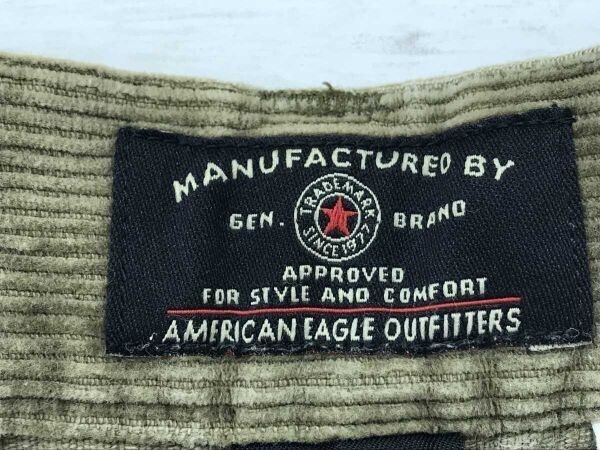 MANUFACTURED BY
GEN. BRAND
TRADEMARK
SINCE 1977
APPROVED
FOR STYLE AND COMFORT
AMERICAN EAGLE OUTFITTERS